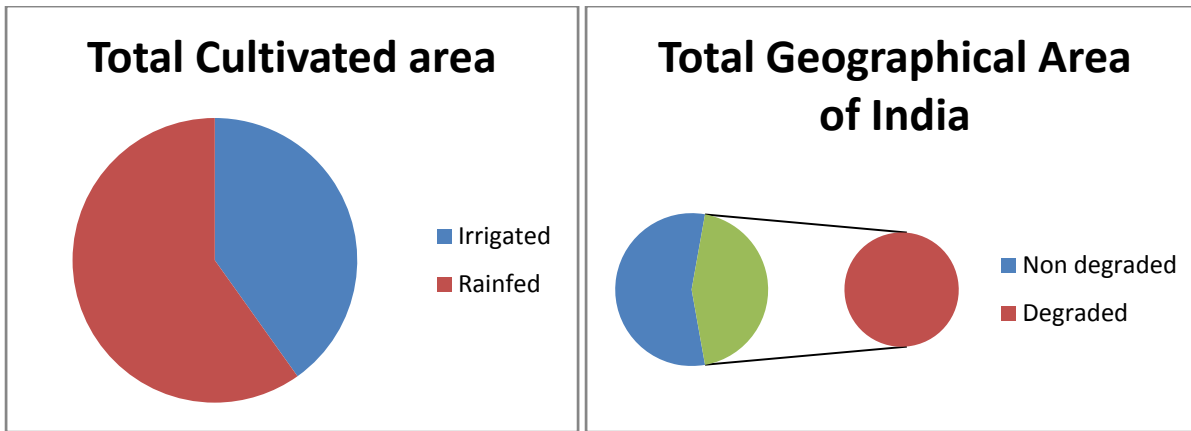 Total Cultivated area
Irrigated
Rainfed
Total Geographical Area
of India
Non degraded
Degraded